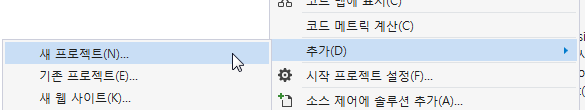 코드 맵에 표시(C)
코드 메트릭 계산(C)
추가(D)
새 프로젝트(N)...
기존 프로젝트(E)...
새 웹 사이트(K)...
시작 프로젝트 설정(F)...
소스 제어에 솔루션 추가(A)...